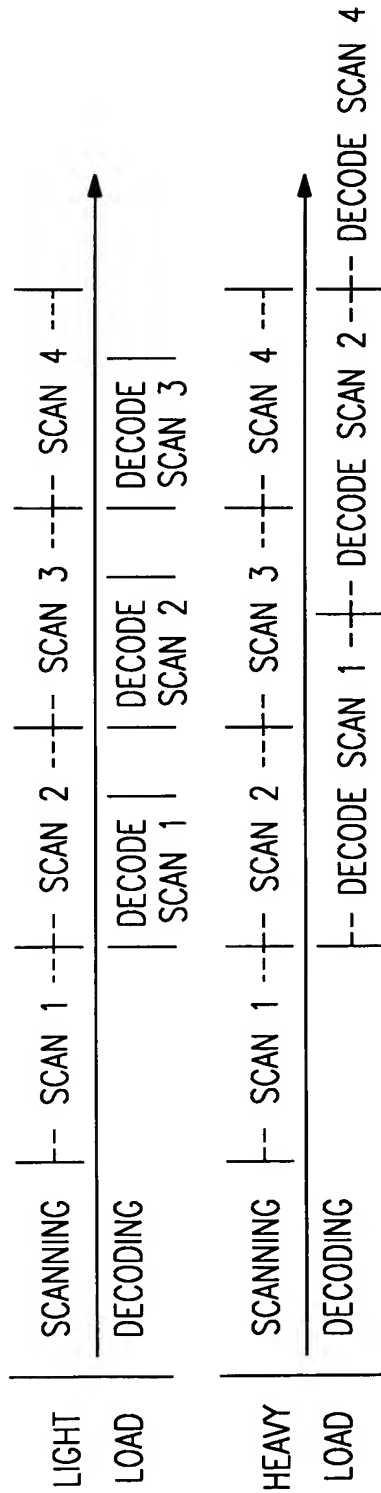 LIGHT
LOAD
SCANNING
SCAN 1
SCAN 2
SCAN 3
SCAN 4
DECODING
DECODE
SCAN 1
DECODE
SCAN 2
DECODE
SCAN 3
HEAVY
LOAD
SCANNING
SCAN 1
SCAN 2
SCAN 3
SCAN 4
DECODING
DECODE SCAN 1
DECODE SCAN 2
DECODE SCAN 4